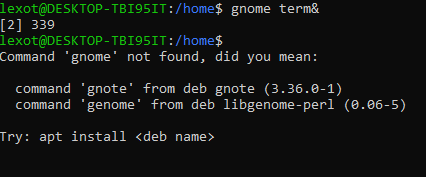 lexot@DESKTOP-TBI95IT:/home$ gnome term&
[2] 339
lexot@DESKTOP-TBI95IT:/home$
Command 'gnome' not found, did you mean:
command 'gnote' from deb gnote (3.36.0-1)
command 'genome' from deb libgenome-perl (0.06-5)
Try: apt install <deb name>